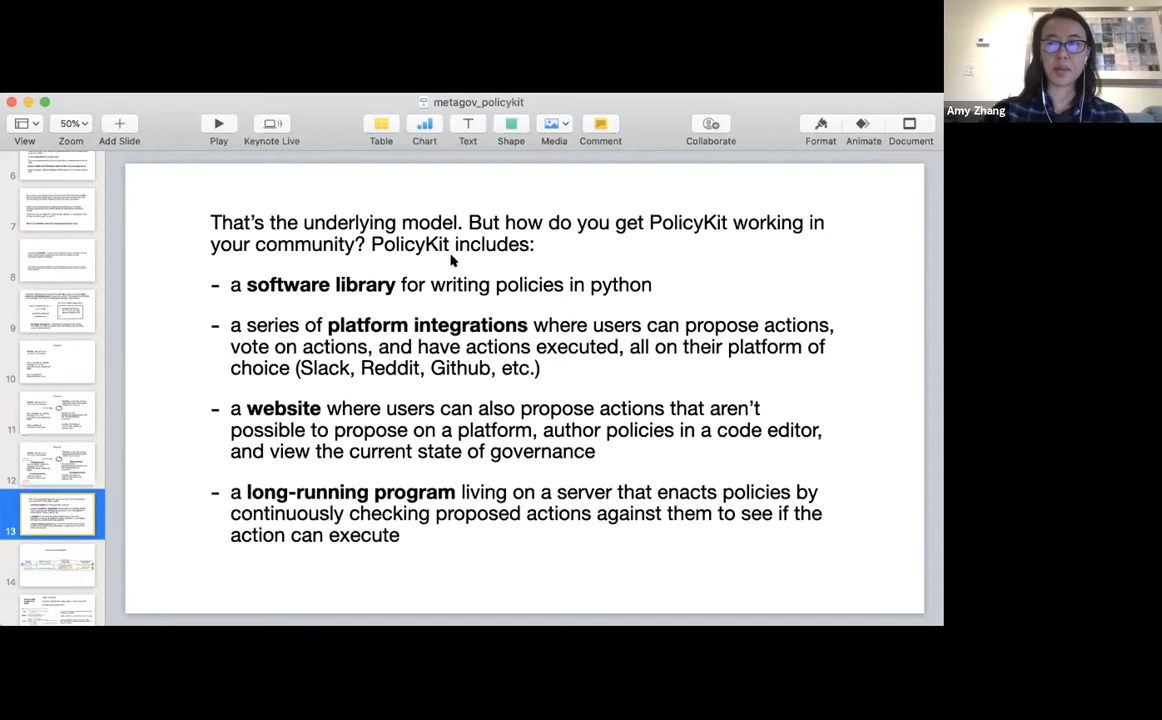 Amy Zhang
metagov_policykit
50%
View
Zoom
Add Slide
Play
Keynote Live
Table
Chart
Text
Shape
Media
Comment
Collaborate
Format
Animate
Document
6
7
8
9
10
11
12
13
14
That's the underlying model. But how do you get PolicyKit working in
your community? PolicyKit includes:
- a software library for writing policies in python
- a series of platform integrations where users can propose actions,
vote on actions, and have actions executed, all on their platform of
choice (Slack, Reddit, Github, etc.)
- a website where users can also propose actions that aren't
possible to propose on a platform, author policies in a code editor,
and view the current state of governance
- a long-running program living on a server that enacts policies by
continuously checking proposed actions against them to see if the
action can execute